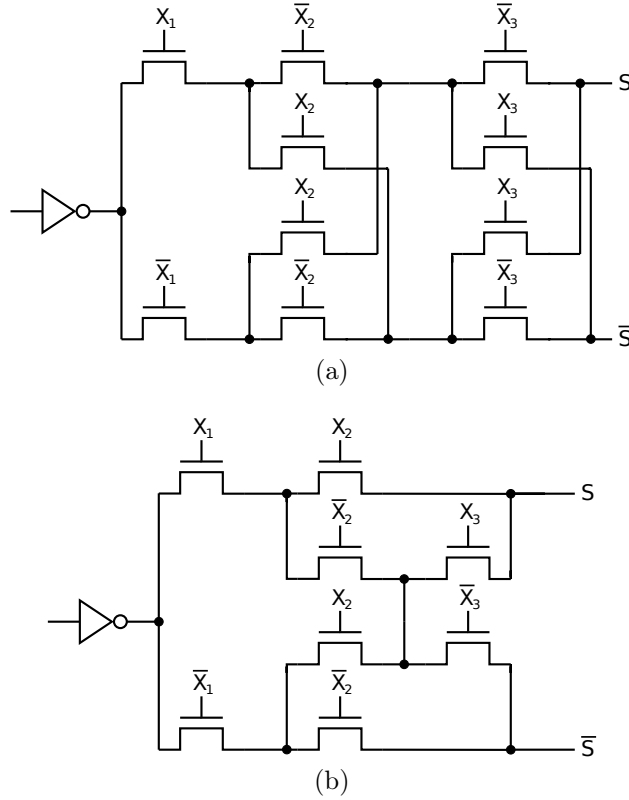 X₁ X̅₂ X̅₃
S
X₂ X₃
X₂ X₃
X̅₁ X̅₂ X̅₃
S̅
(a)
X₁ X₂
S
X̅₂ X₃
X₂ X̅₃
X̅₁ X̅₂
S̅
(b)